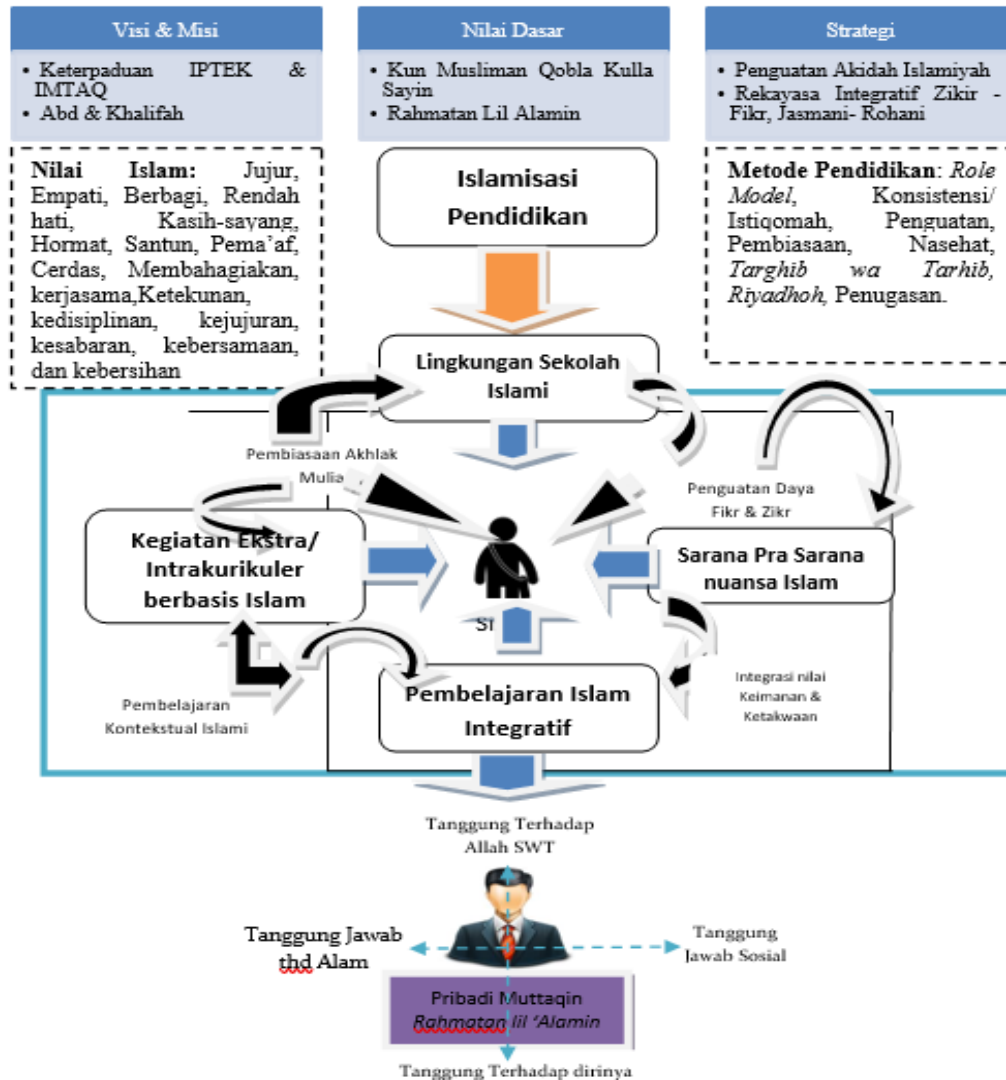 Visi & Misi
• Keterpaduan IPTEK &
IMTAQ
• Abd & Khalifah
Nilai Dasar
• Kun Musliman Qobla Kulla
Sayin
• Rahmatan Lil Alamin
Strategi
• Penguatan Akidah Islamiyah
• Rekayasa Integratif Zikir -
Fikr, Jasmani- Rohani
Nilai Islam: Jujur,
Empati, Berbagi, Rendah
hati, Kasih-sayang,
Hormat, Santun, Pema’af,
Cerdas, Membahagiakan,
kerjasama,Ketekunan,
kedisiplinan, kejujuran,
kesabaran, kebersamaan,
dan kebersihan
Islamisasi
Pendidikan
Metode Pendidikan: Role
Model, Konsistensi/
Istiqomah, Penguatan,
Pembiasaan, Nasehat,
Targhib wa Tarhib,
Riyadhoh, Penugasan.
Lingkungan Sekolah
Islami
Pembiasaan Akhlak
Mulia
Penguatan Daya
Fikr & Zikr
Kegiatan Ekstra/
Intrakurikuler
berbasis Islam
Sarana Pra Sarana
nuansa Islam
Pembelajaran Islam
Integratif
Pembelajaran
Kontekstual Islami
Integrasi nilai
Keimanan &
Ketakwaan
Tanggung Terhadap
Allah SWT
Tanggung Jawab
thd Alam
Tanggung
Jawab Sosial
Pribadi Muttaqin
Rahmatan lil ‘Alamin
Tanggung Terhadap dirinya